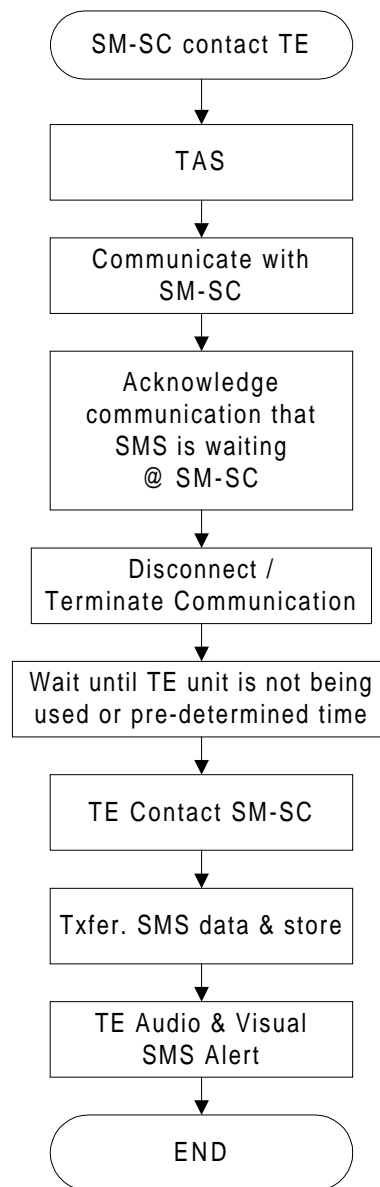 SM-SC contact TE
TAS
Communicate with
SM-SC
Acknowledge
communication that
SMS is waiting
@ SM-SC
Disconnect /
Terminate Communication
Wait until TE unit is not being
used or pre-determined time
TE Contact SM-SC
Txfer. SMS data & store
TE Audio & Visual
SMS Alert
END